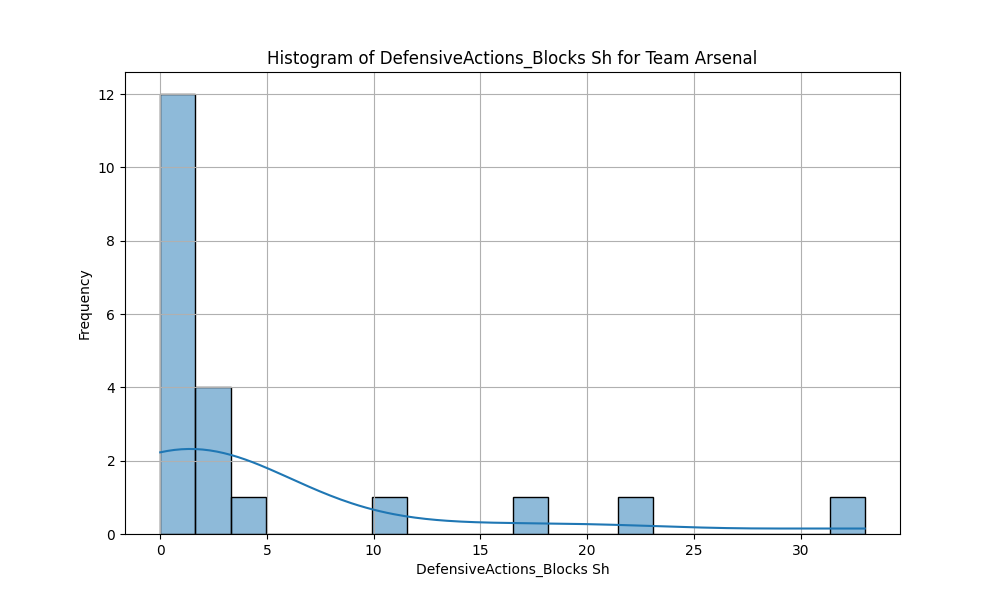 Histogram of DefensiveActions_Blocks Sh for Team Arsenal
12
10
8
6
4
2
0
Frequency
0 5 10 15 20 25 30
DefensiveActions_Blocks Sh